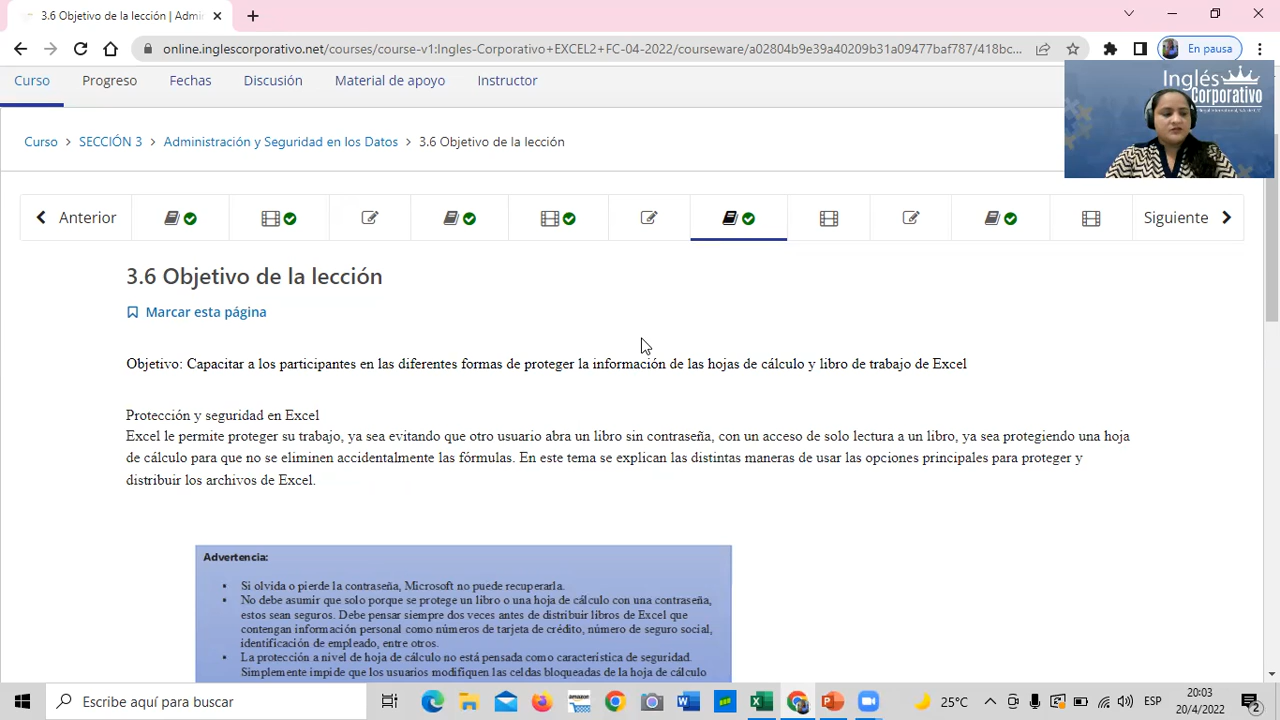 3.6 Objetivo de la lección | Admi
online.inglescorporativo.net/courses/course-v1:Ingles-Corporativo+EXCEL2+FC-04-2022/courseware/a02804b9e39a40209b31a09477baf787/418bc...
En pausa
Curso Progreso Fechas Discusión Material de apoyo Instructor
Inglés
Corporativo
Curso > SECCIÓN 3 > Administración y Seguridad en los Datos > 3.6 Objetivo de la lección
Anterior
Siguiente
3.6 Objetivo de la lección
Marcar esta página
Objetivo: Capacitar a los participantes en las diferentes formas de proteger la información de las hojas de cálculo y libro de trabajo de Excel
Protección y seguridad en Excel
Excel le permite proteger su trabajo, ya sea evitando que otro usuario abra un libro sin contraseña, con un acceso de solo lectura a un libro, ya sea protegiendo una hoja
de cálculo para que no se eliminen accidentalmente las fórmulas. En este tema se explican las distintas maneras de usar las opciones principales para proteger y
distribuir los archivos de Excel.
Advertencia:
▪ Si olvida o pierde la contraseña, Microsoft no puede recuperarla.
▪ No debe asumir que solo porque se protege un libro o una hoja de cálculo con una contraseña,
estos sean seguros. Debe pensar siempre dos veces antes de distribuir libros de Excel que
contengan información personal como números de tarjeta de crédito, número de seguro social,
identificación de empleado, entre otros.
▪ La protección a nivel de hoja de cálculo no está pensada como característica de seguridad.
Simplemente impide que los usuarios modifiquen las celdas bloqueadas de la hoja de cálculo
Escribe aquí para buscar
amazon
25°C
ESP
20:03
20/4/2022
2